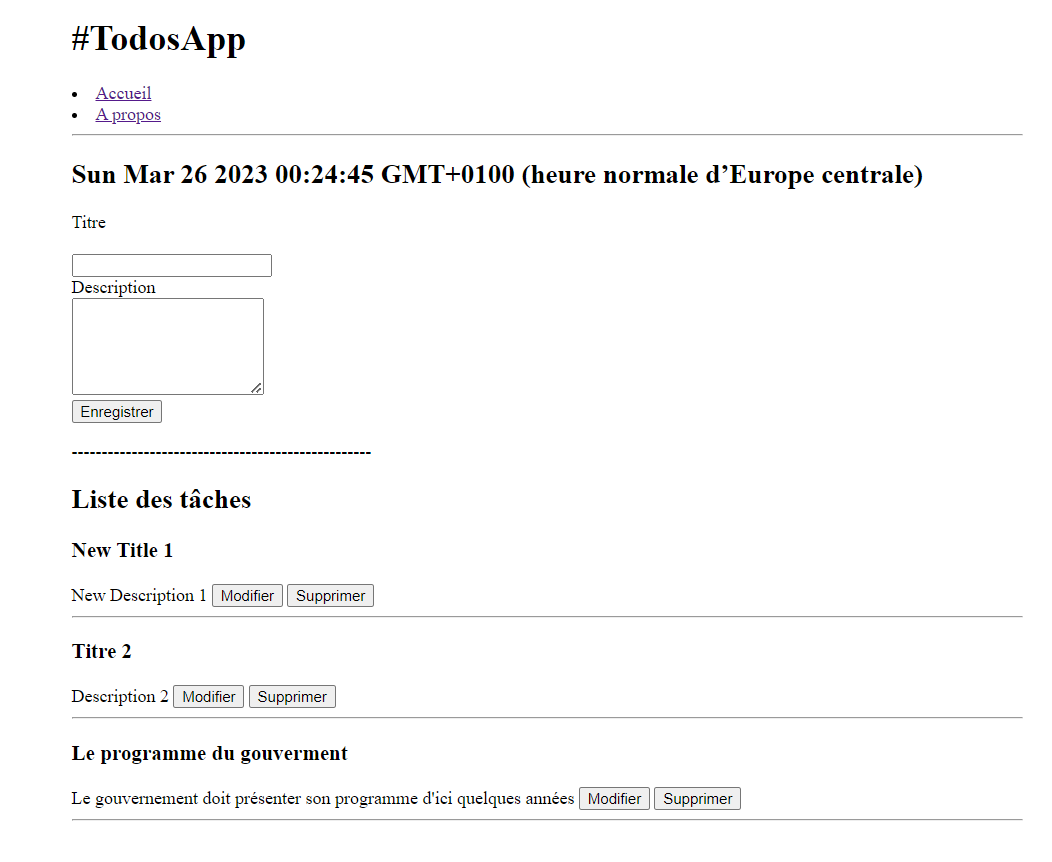 #TodosApp
Accueil
A propos
Sun Mar 26 2023 00:24:45 GMT+0100 (heure normale d’Europe centrale)
Titre
Description
Enregistrer
--------------------------------------------------
Liste des tâches
New Title 1
New Description 1 Modifier Supprimer
Titre 2
Description 2 Modifier Supprimer
Le programme du gouverment
Le gouvernement doit présenter son programme d'ici quelques années Modifier Supprimer